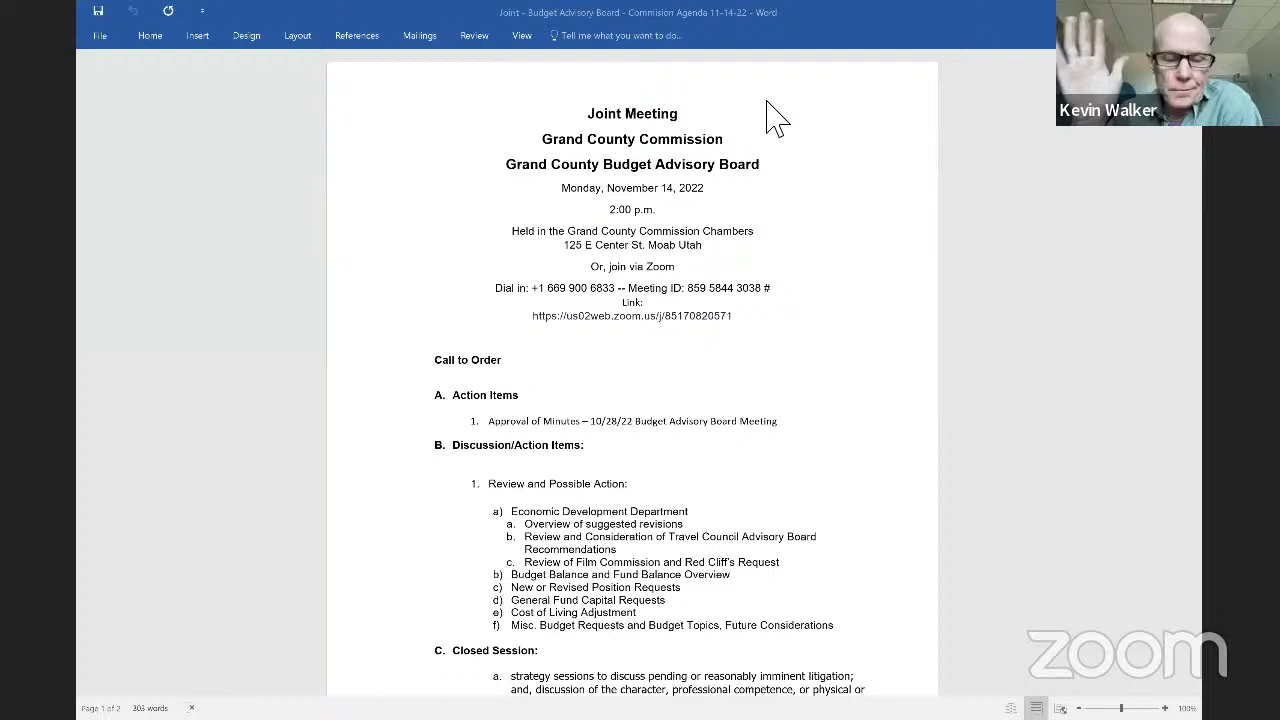 Joint - Budget Advisory Board - Commision Agenda 11-14-22 - Word
File Home Insert Design Layout References Mailings Review View Tell me what you want to do...
Kevin Walker
Joint Meeting
Grand County Commission
Grand County Budget Advisory Board
Monday, November 14, 2022
2:00 p.m.
Held in the Grand County Commission Chambers
125 E Center St. Moab Utah
Or, join via Zoom
Dial in: +1 669 900 6833 -- Meeting ID: 859 5844 3038 #
Link:
https://us02web.zoom.us/j/85170820571
Call to Order
A. Action Items
1. Approval of Minutes – 10/28/22 Budget Advisory Board Meeting
B. Discussion/Action Items:
1. Review and Possible Action:
a) Economic Development Department
a. Overview of suggested revisions
b. Review and Consideration of Travel Council Advisory Board
Recommendations
c. Review of Film Commission and Red Cliff's Request
b) Budget Balance and Fund Balance Overview
c) New or Revised Position Requests
d) General Fund Capital Requests
e) Cost of Living Adjustment
f) Misc. Budget Requests and Budget Topics, Future Considerations
C. Closed Session:
a. strategy sessions to discuss pending or reasonably imminent litigation;
and, discussion of the character, professional competence, or physical or
zoom
Page 1 of 2 303 words 100%